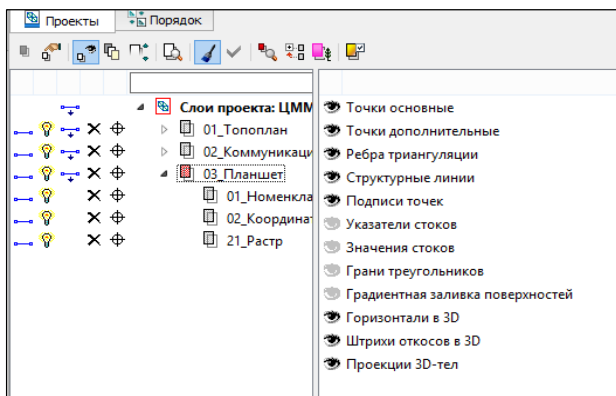 Проекты
Порядок
Слои проекта: ЦММ
01_Топоплан
02_Коммуникаци
03_Планшет
01_Номенкла
02_Координат
21_Растр
Точки основные
Точки дополнительные
Ребра триангуляции
Структурные линии
Подписи точек
Указатели стоков
Значения стоков
Грани треугольников
Градиентная заливка поверхностей
Горизонтали в 3D
Штрихи откосов в 3D
Проекции 3D-тел